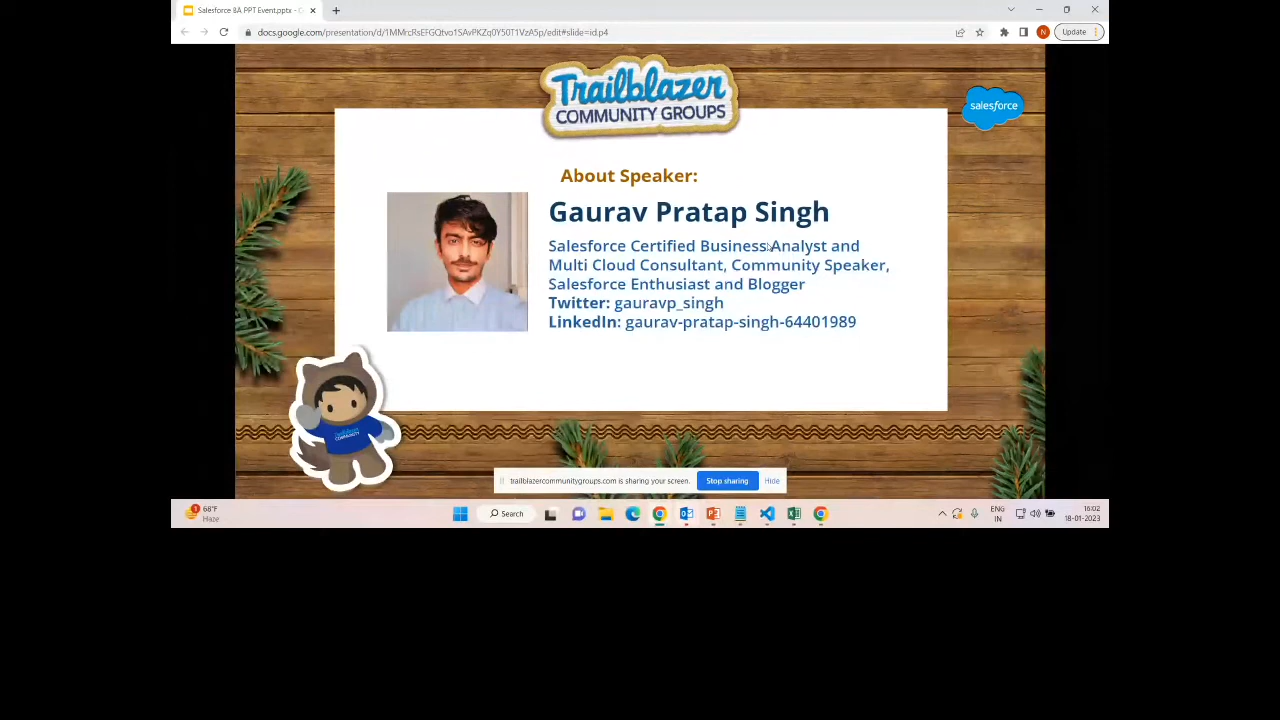 Salesforce BA PPT Event.pptx - G
docs.google.com/presentation/d/1MMrcRsEFGQtvo1SAvPKZq0Y50T1VzA5p/edit#slide=id.p4
N
Update
Trailblazer
COMMUNITY GROUPS
salesforce
About Speaker:
Gaurav Pratap Singh
Salesforce Certified Business Analyst and
Multi Cloud Consultant, Community Speaker,
Salesforce Enthusiast and Blogger
Twitter: gauravp_singh
LinkedIn: gaurav-pratap-singh-64401989
Trailblazer
COMMUNITY
trailblazercommunitygroups.com is sharing your screen.
Stop sharing
Hide
1
68°F
Haze
Search
ENG
IN
16:02
18-01-2023